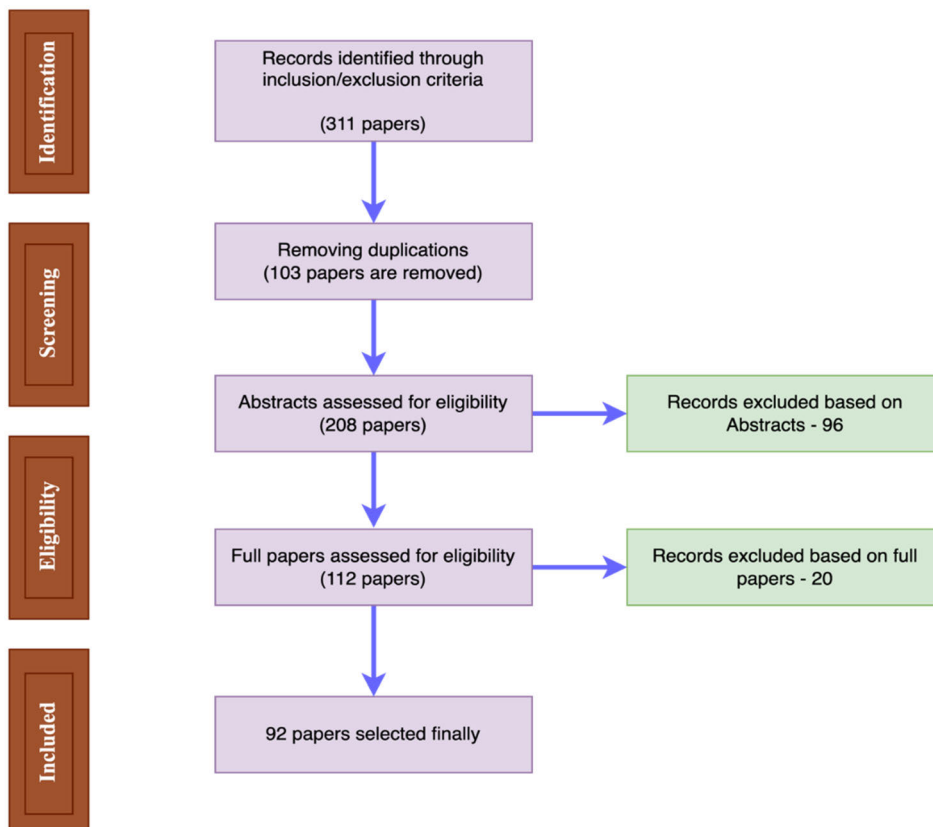 Identification
Records identified through
inclusion/exclusion criteria
(311 papers)
Screening
Removing duplications
(103 papers are removed)
Abstracts assessed for eligibility
(208 papers)
Records excluded based on
Abstracts - 96
Eligibility
Full papers assessed for eligibility
(112 papers)
Records excluded based on full
papers - 20
Included
92 papers selected finally